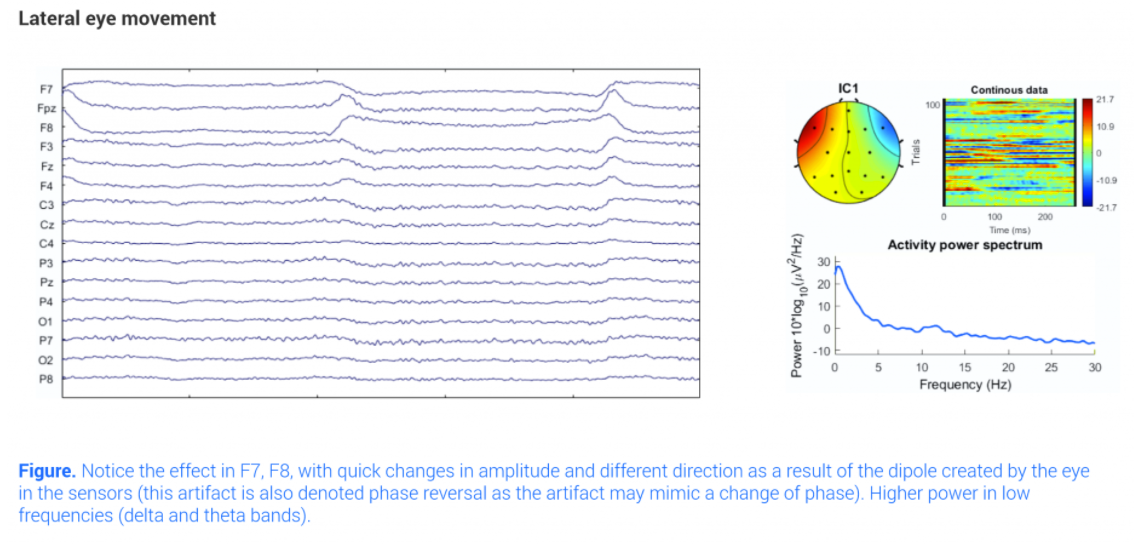 Lateral eye movement
F7
Fpz
F8
F3
Fz
F4
C3
Cz
C4
P3
Pz
P4
O1
P7
O2
P8
IC1
Continous data
100
Trials
0
100
200
Time (ms)
21.7
10.9
0
-10.9
-21.7
Activity power spectrum
Power 10*log10(μV2/Hz)
30
20
10
0
-10
0
5
10
15
20
25
30
Frequency (Hz)
Figure. Notice the effect in F7, F8, with quick changes in amplitude and different direction as a result of the dipole created by the eye
in the sensors (this artifact is also denoted phase reversal as the artifact may mimic a change of phase). Higher power in low
frequencies (delta and theta bands).